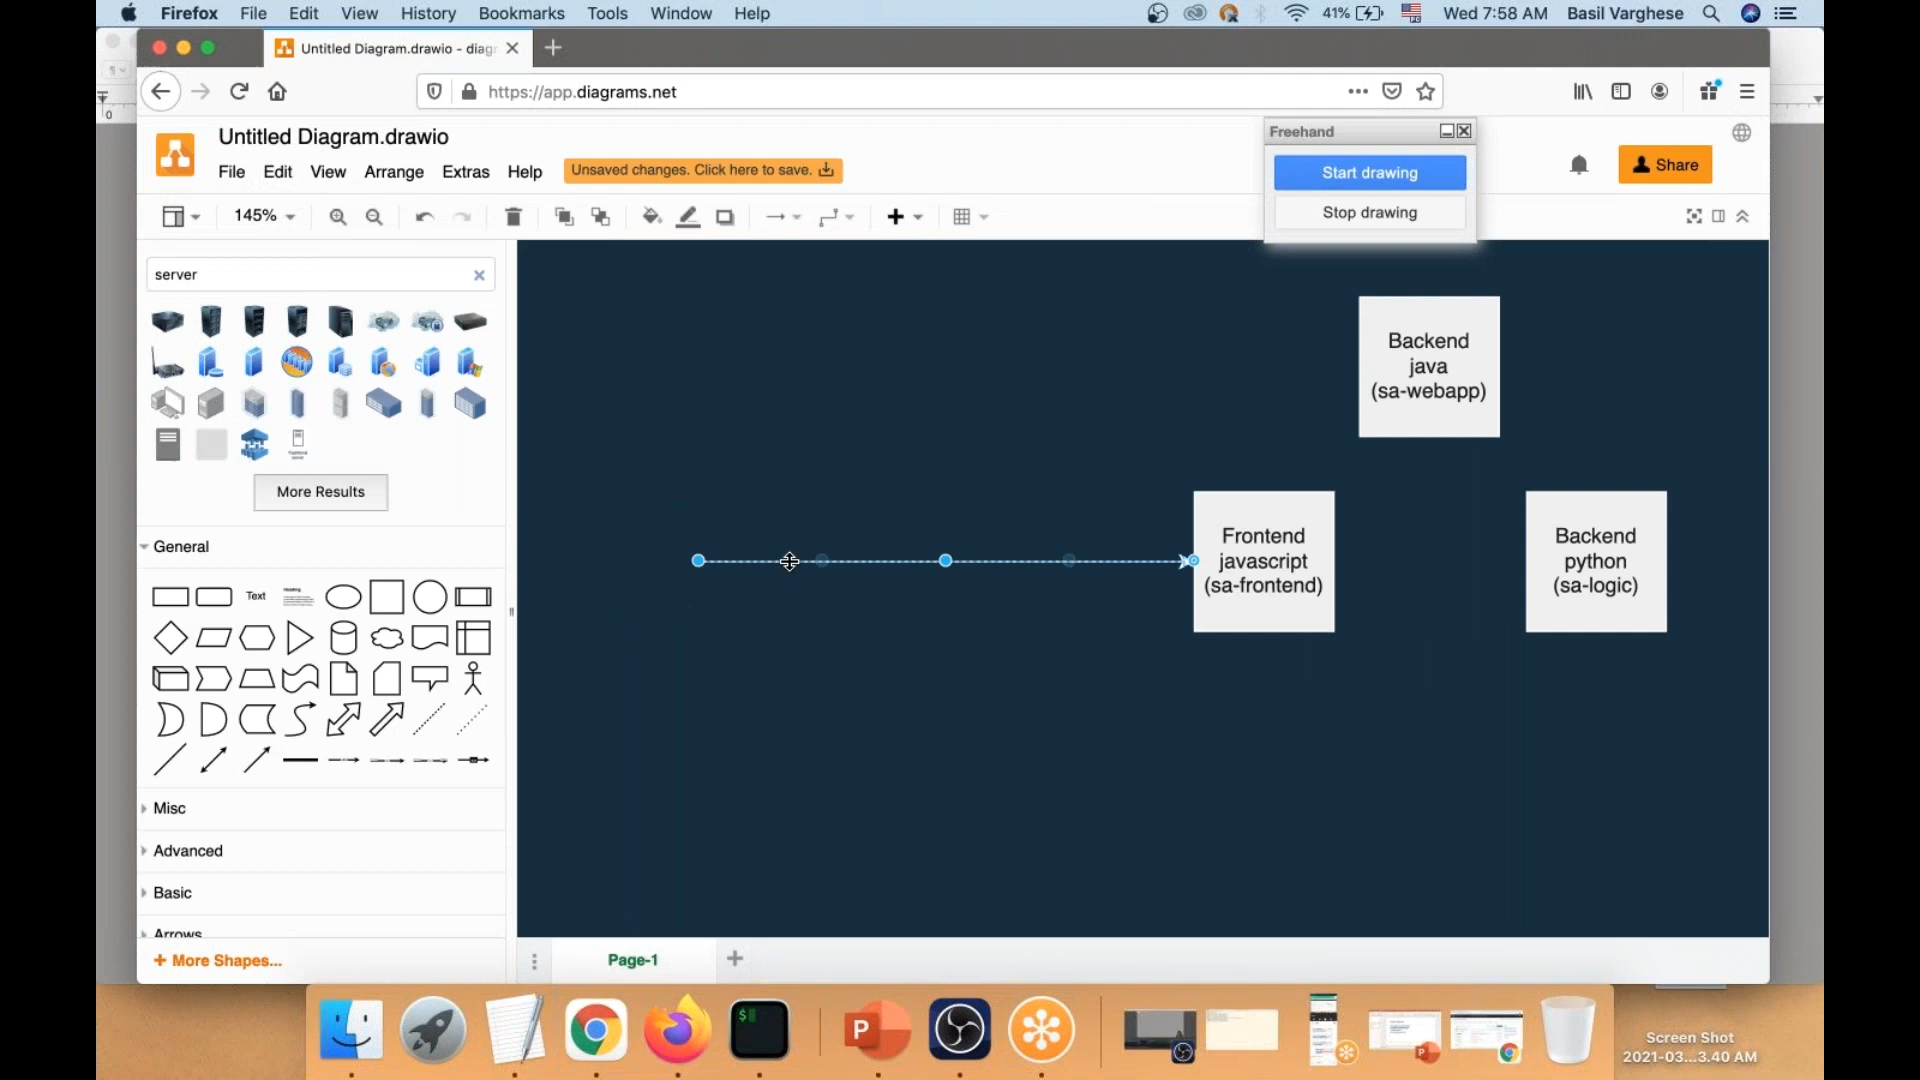 Firefox File Edit View History Bookmarks Tools Window Help
41% Wed 7:58 AM Basil Varghese
Untitled Diagram.drawio - diag
https://app.diagrams.net
Untitled Diagram.drawio
File Edit View Arrange Extras Help
Unsaved changes. Click here to save.
Freehand
Start drawing
Stop drawing
Share
145%
server
More Results
General
Text
Heading
Misc
Advanced
Basic
Arrows
+ More Shapes...
Backend
java
(sa-webapp)
Frontend
javascript
(sa-frontend)
Backend
python
(sa-logic)
Page-1
Screen Shot
2021-03...3.40 AM